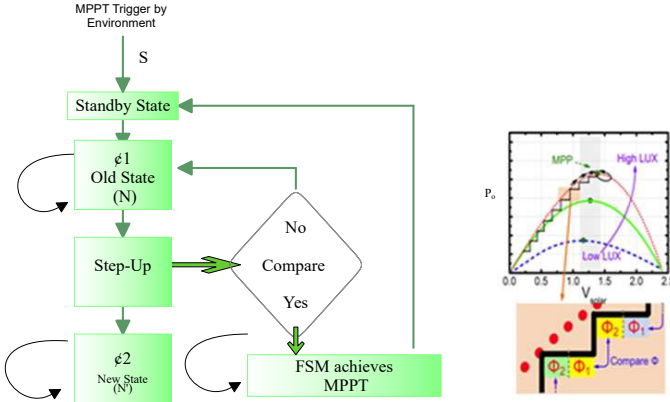 MPPT Trigger by
Environment
S
Standby State
¢1
Old State
(N)
Step-Up
¢2
New State
(N')
No
Compare
Yes
FSM achieves
MPPT
MPP
High LUX
Low LUX
P₀
0.0 0.5 1.0 1.5 2.0 2.5
V solar
Φ2 Φ1
Compare Φ
Φ2 Φ1